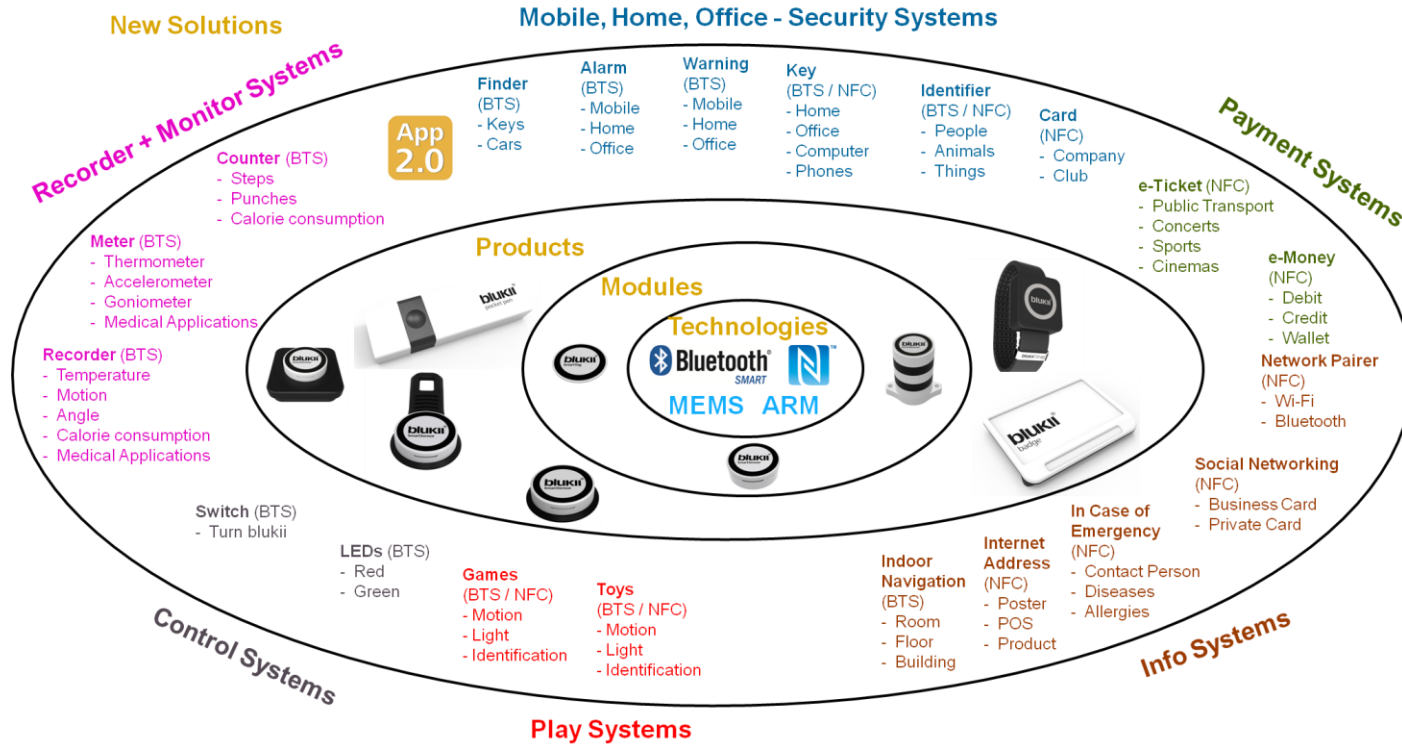 New Solutions
Mobile, Home, Office - Security Systems
Recorder + Monitor Systems
Payment Systems
App
2.0
Finder
(BTS)
- Keys
- Cars
Alarm
(BTS)
- Mobile
- Home
- Office
Warning
(BTS)
- Mobile
- Home
- Office
Key
(BTS / NFC)
- Home
- Office
- Computer
- Phones
Identifier
(BTS / NFC)
- People
- Animals
- Things
Card
(NFC)
- Company
- Club
Counter (BTS)
- Steps
- Punches
- Calorie consumption
Meter (BTS)
- Thermometer
- Accelerometer
- Goniometer
- Medical Applications
Recorder (BTS)
- Temperature
- Motion
- Angle
- Calorie consumption
- Medical Applications
e-Ticket (NFC)
- Public Transport
- Concerts
- Sports
- Cinemas
e-Money
(NFC)
- Debit
- Credit
- Wallet
Products
Modules
Technologies
Bluetooth®
SMART
N™
MEMS ARM
blukii
pocket pen
blukii
blukii
blukii
blukii
blukii
blukii
blukii
badge
Network Pairer
(NFC)
- Wi-Fi
- Bluetooth
Social Networking
(NFC)
- Business Card
- Private Card
In Case of
Emergency
(NFC)
- Contact Person
- Diseases
- Allergies
Internet
Address
(NFC)
- Poster
- POS
- Product
Indoor
Navigation
(BTS)
- Room
- Floor
- Building
Switch (BTS)
- Turn blukii
LEDs (BTS)
- Red
- Green
Games
(BTS / NFC)
- Motion
- Light
- Identification
Toys
(BTS / NFC)
- Motion
- Light
- Identification
Control Systems
Play Systems
Info Systems